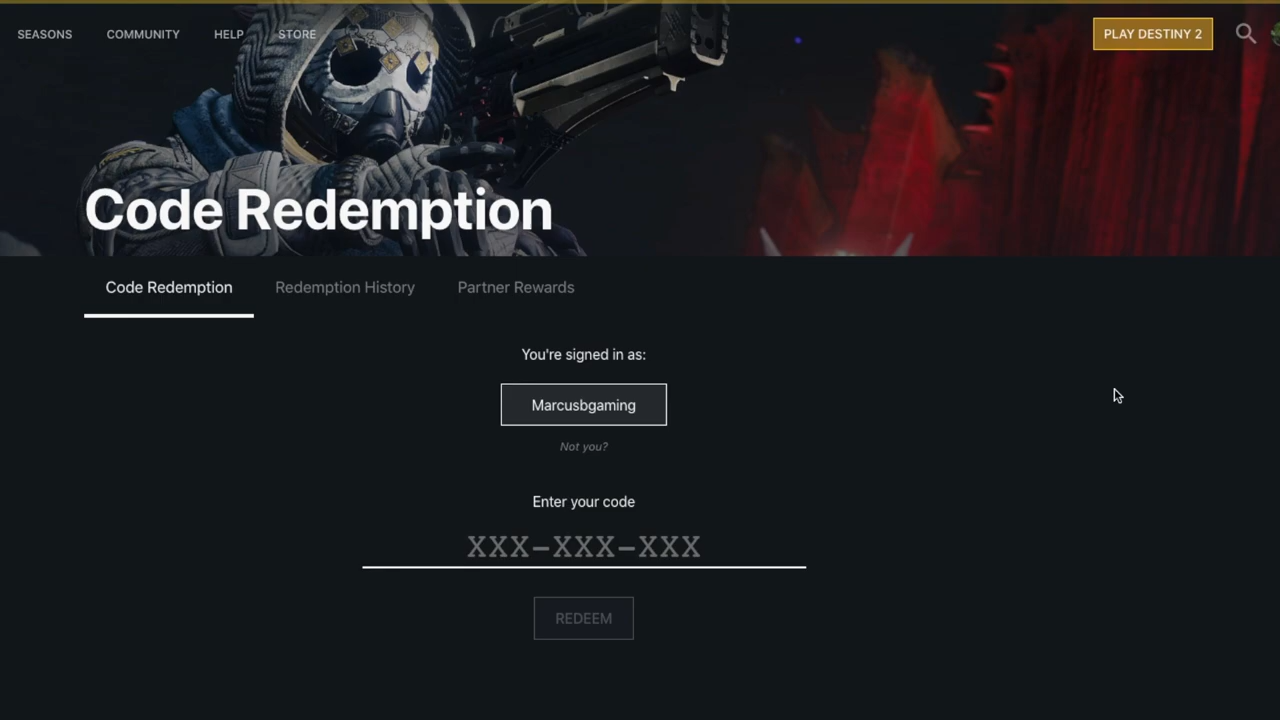 SEASONS COMMUNITY HELP STORE PLAY DESTINY 2
Code Redemption
Code Redemption Redemption History Partner Rewards
You're signed in as:
Marcusbgaming
Not you?
Enter your code
XXX-XXX-XXX
REDEEM